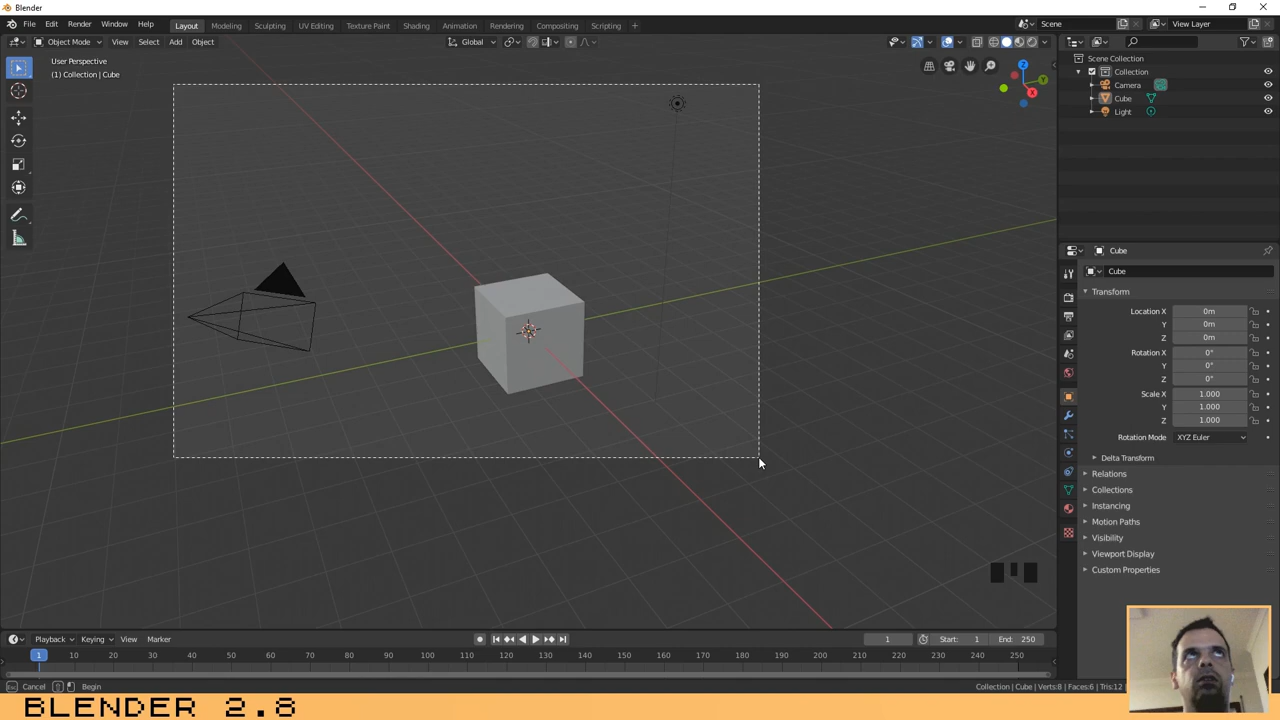 Blender
File Edit Render Window Help Layout Modeling Sculpting UV Editing Texture Paint Shading Animation Rendering Compositing Scripting + Scene View Layer
Object Mode View Select Add Object Global
User Perspective
(1) Collection | Cube
Z
Y
X
Scene Collection
Collection
Camera
Cube
Light
Cube
Cube
Transform
Location X 0m
Y 0m
Z 0m
Rotation X 0°
Y 0°
Z 0°
Scale X 1.000
Y 1.000
Z 1.000
Rotation Mode XYZ Euler
Delta Transform
Relations
Collections
Instancing
Motion Paths
Visibility
Viewport Display
Custom Properties
Playback Keying View Marker 1 Start: 1 End: 250
1 10 20 30 40 50 60 70 80 90 100 110 120 130 140 150 160 170 180 190 200 210 220 230 240 250
Cancel Begin Collection | Cube | Verts:8 | Faces:6 | Tris:12 |
BLENDER 2.8